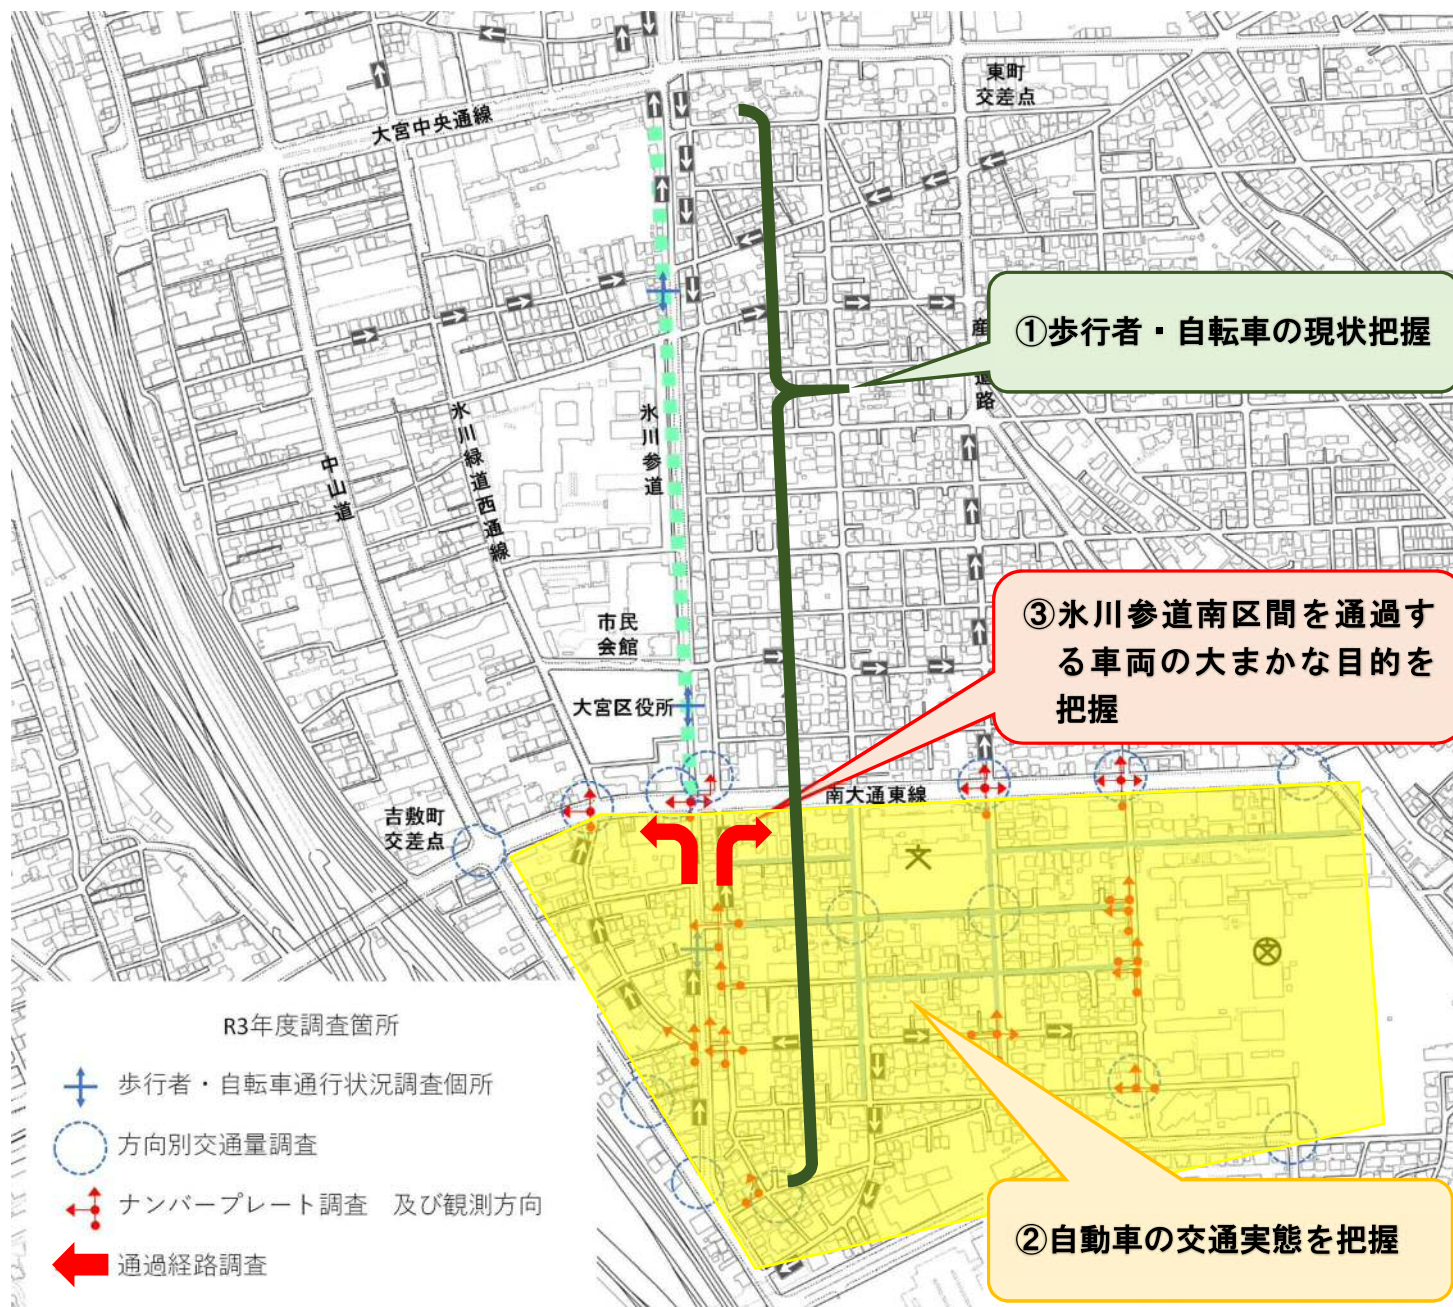 東町
交差点
大宮中央通線
①歩行者・自転車の現状把握
産
道
路
氷川参道
氷川緑道西通線
中山道
③氷川参道南区間を通過す
る車両の大まかな目的を
把握
市民
会館
大宮区役所
南大通東線
吉敷町
交差点
R3年度調査箇所
歩行者・自転車通行状況調査個所
方向別交通量調査
ナンバープレート調査　及び観測方向
通過経路調査
②自動車の交通実態を把握